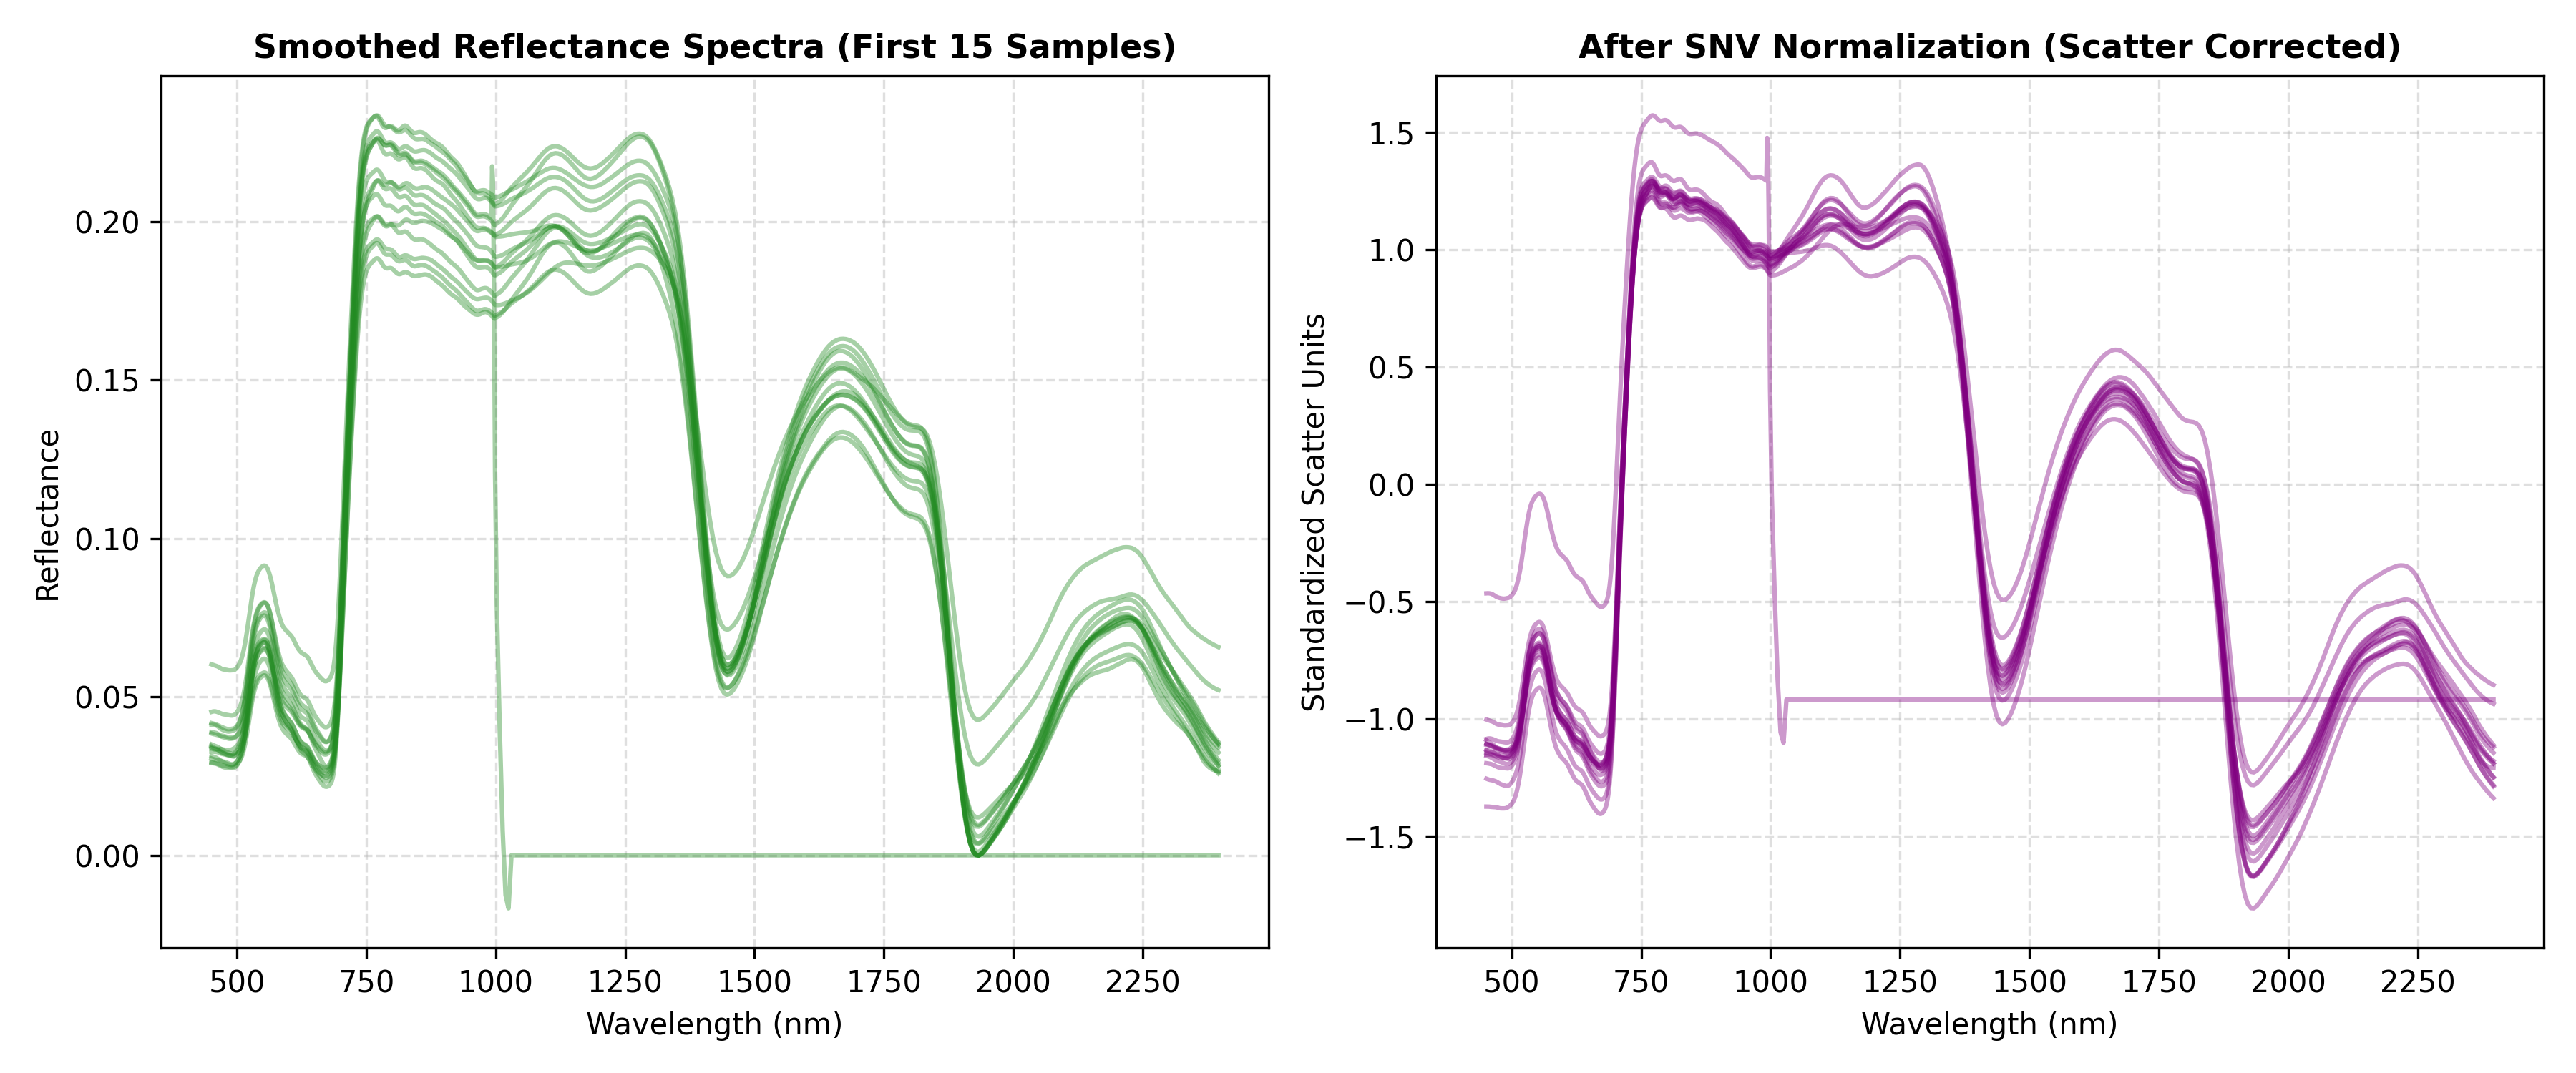 Smoothed Reflectance Spectra (First 15 Samples)
Reflectance
0.20
0.15
0.10
0.05
0.00
500 750 1000 1250 1500 1750 2000 2250
Wavelength (nm)
After SNV Normalization (Scatter Corrected)
Standardized Scatter Units
1.5
1.0
0.5
0.0
−0.5
−1.0
−1.5
500 750 1000 1250 1500 1750 2000 2250
Wavelength (nm)